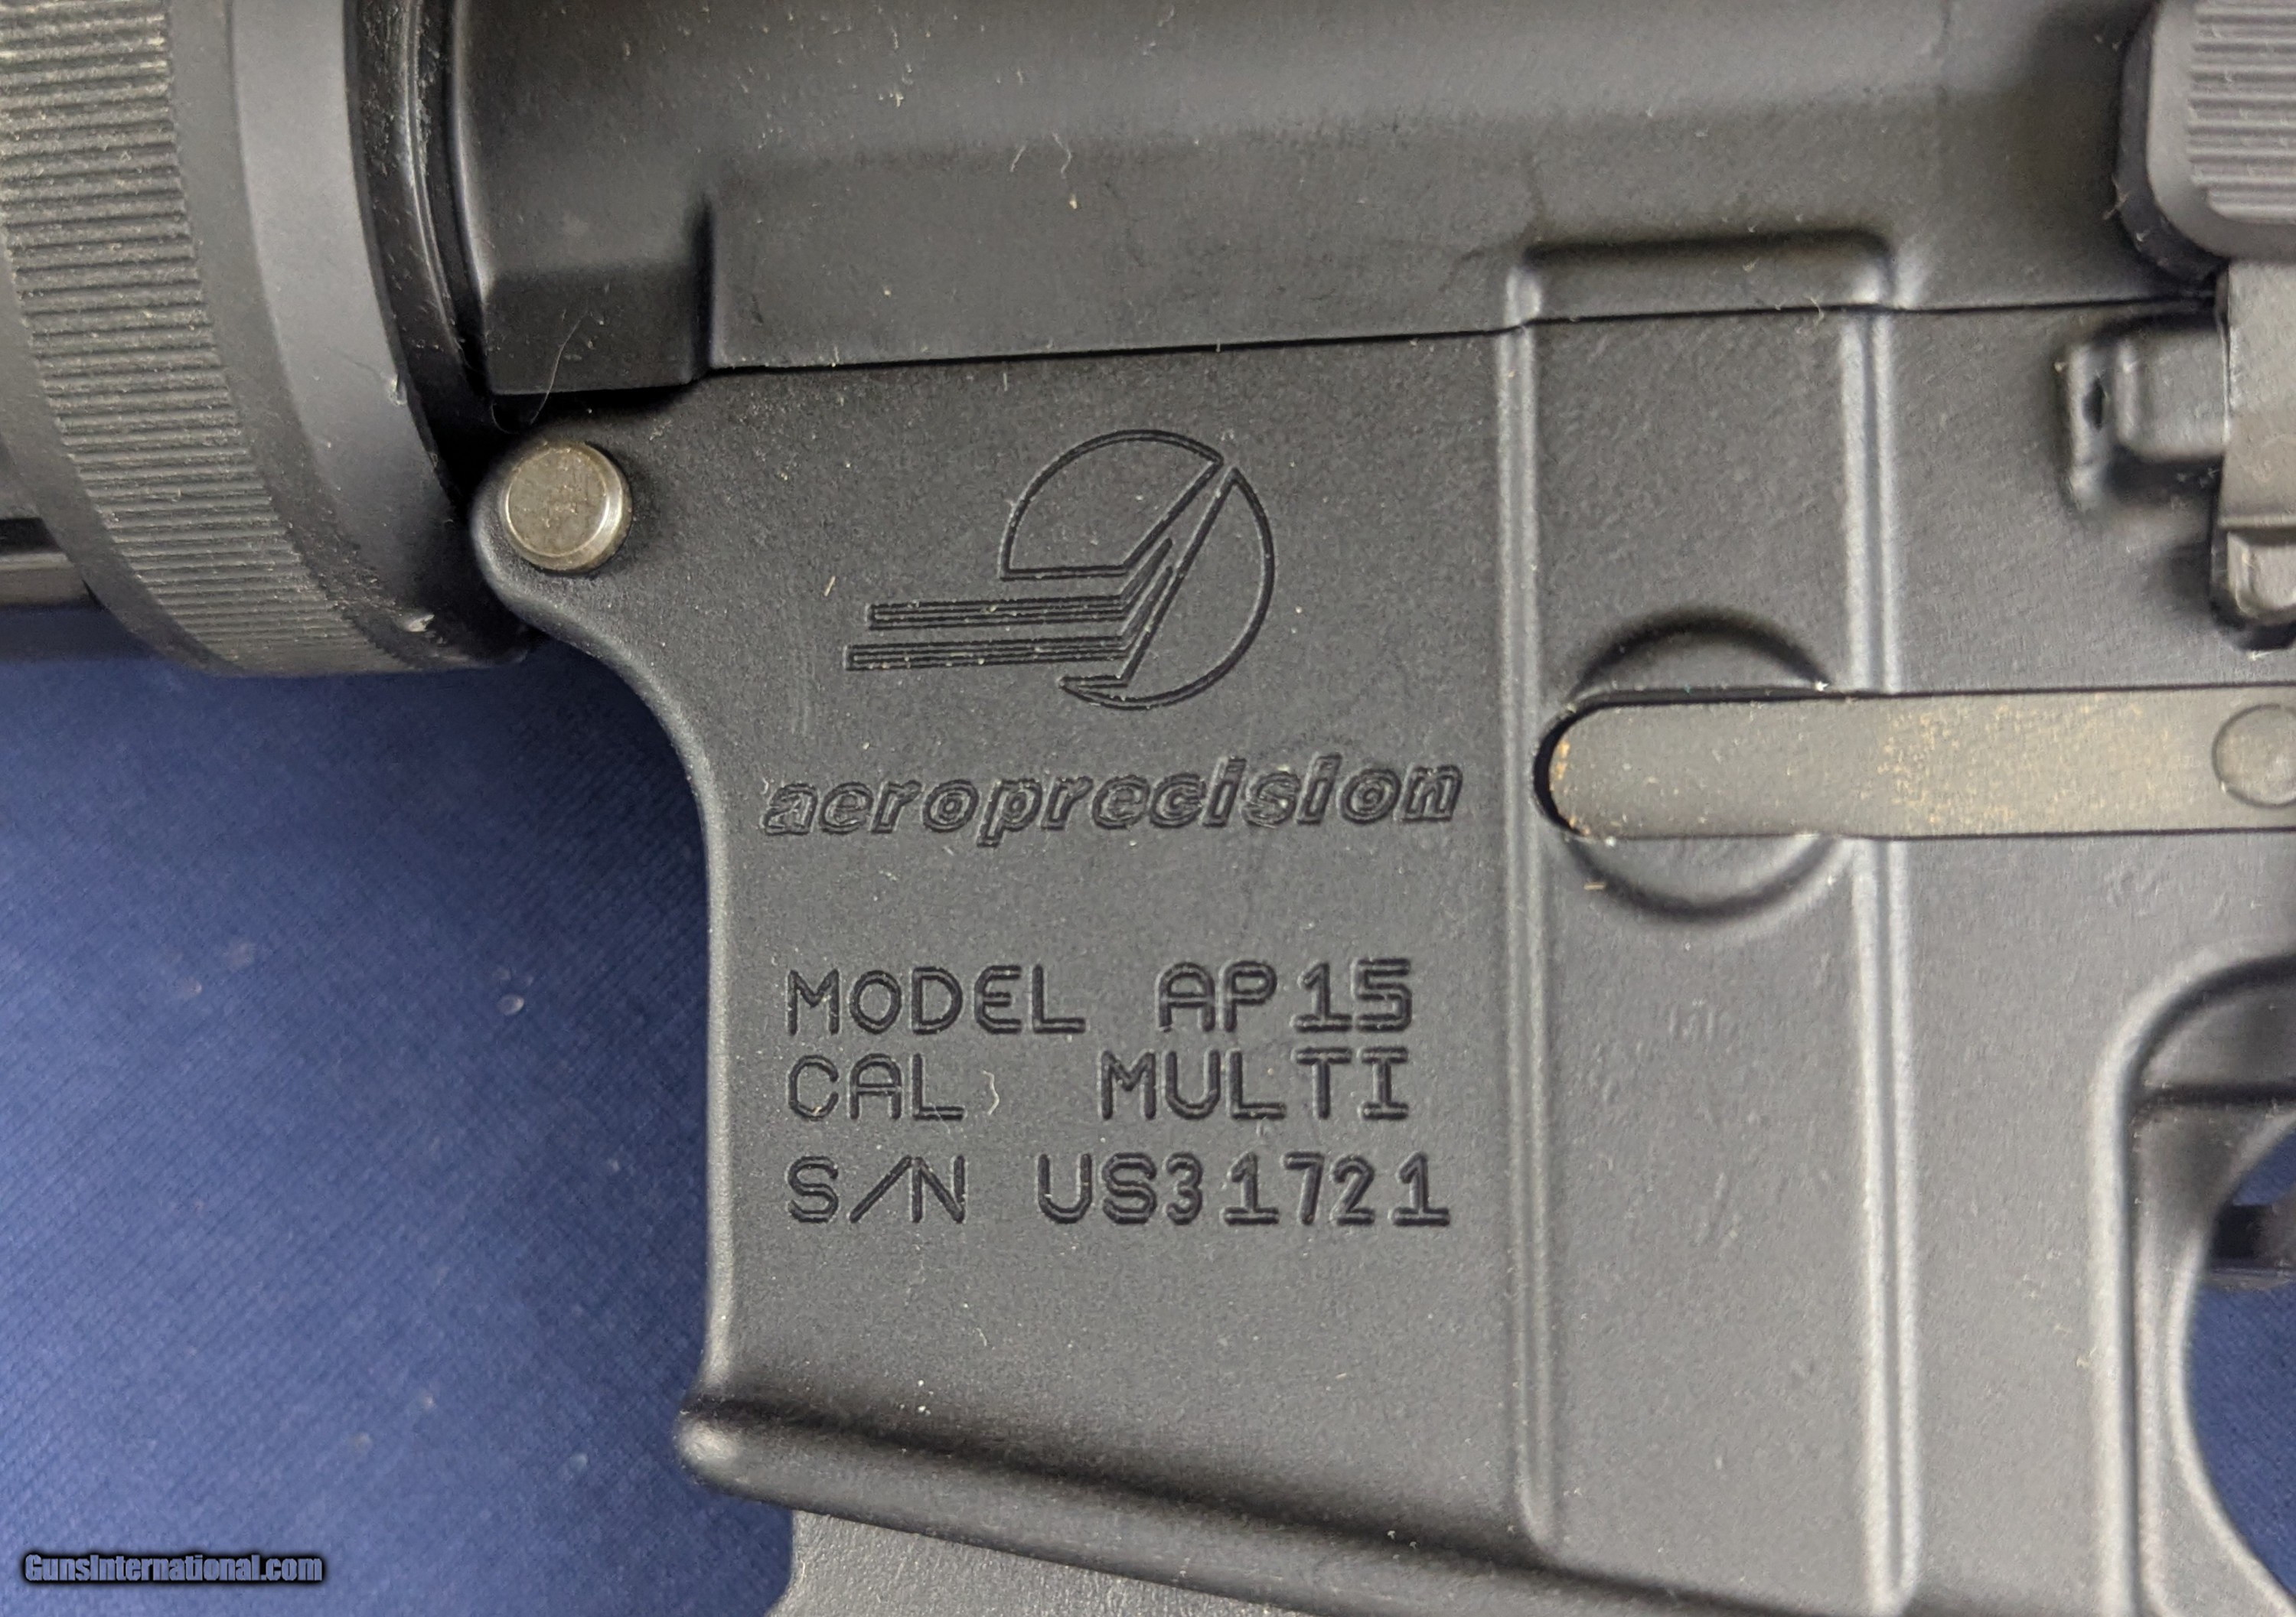 aeroprecision
MODEL AP15
CAL MULTI
S/N US31721
GunsInternational.com